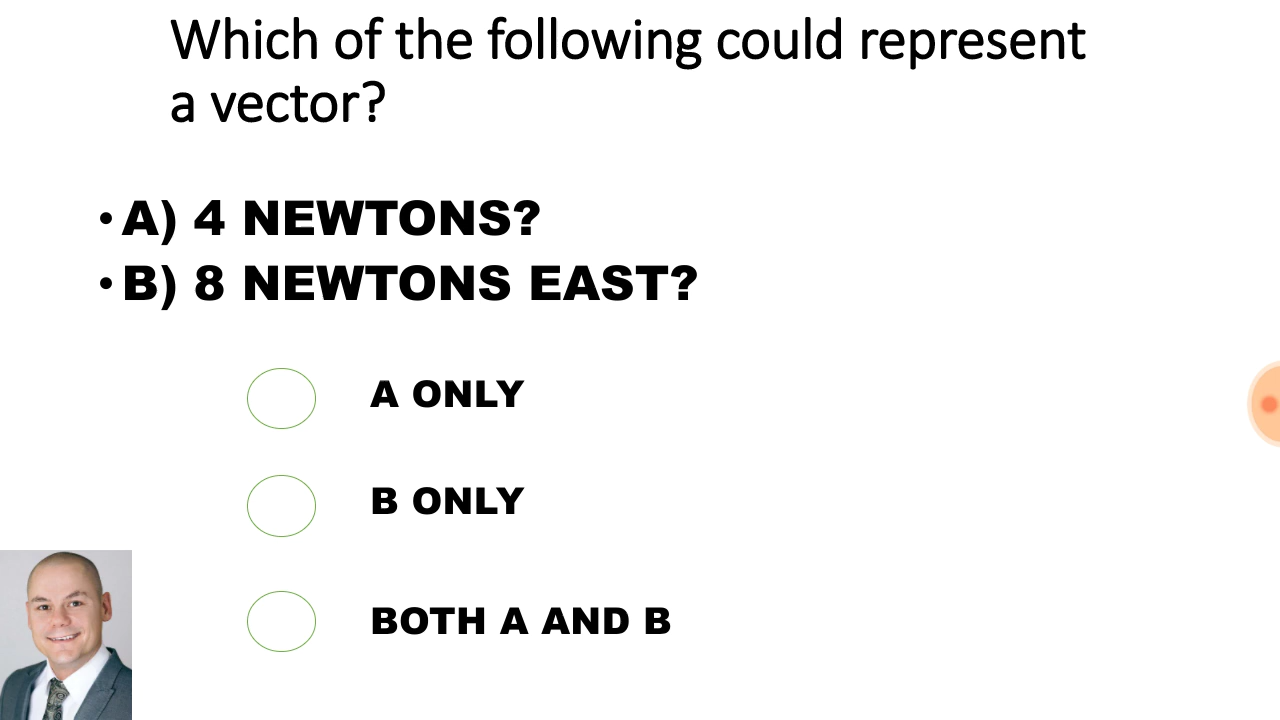 Which of the following could represent
a vector?
• A) 4 NEWTONS?
• B) 8 NEWTONS EAST?
A ONLY
B ONLY
BOTH A AND B